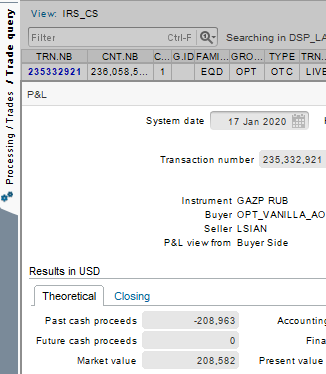 Processing / Trades / Trade query
View: IRS_CS
Filter Ctrl-F Searching in DSP_LA
TRN.NB CNT.NB C... G.ID FAMI... GRO... TYPE TRN...
235332921 236,058,5... 1 EQD OPT OTC LIVE
P&L
System date 17 Jan 2020
Transaction number 235,332,921
Instrument GAZP RUB
Buyer OPT_VANILLA_AO
Seller LSIAN
P&L view from Buyer Side
Results in USD
Theoretical Closing
Past cash proceeds -208,963 Accounting
Future cash proceeds 0 Fina
Market value 208,582 Present value